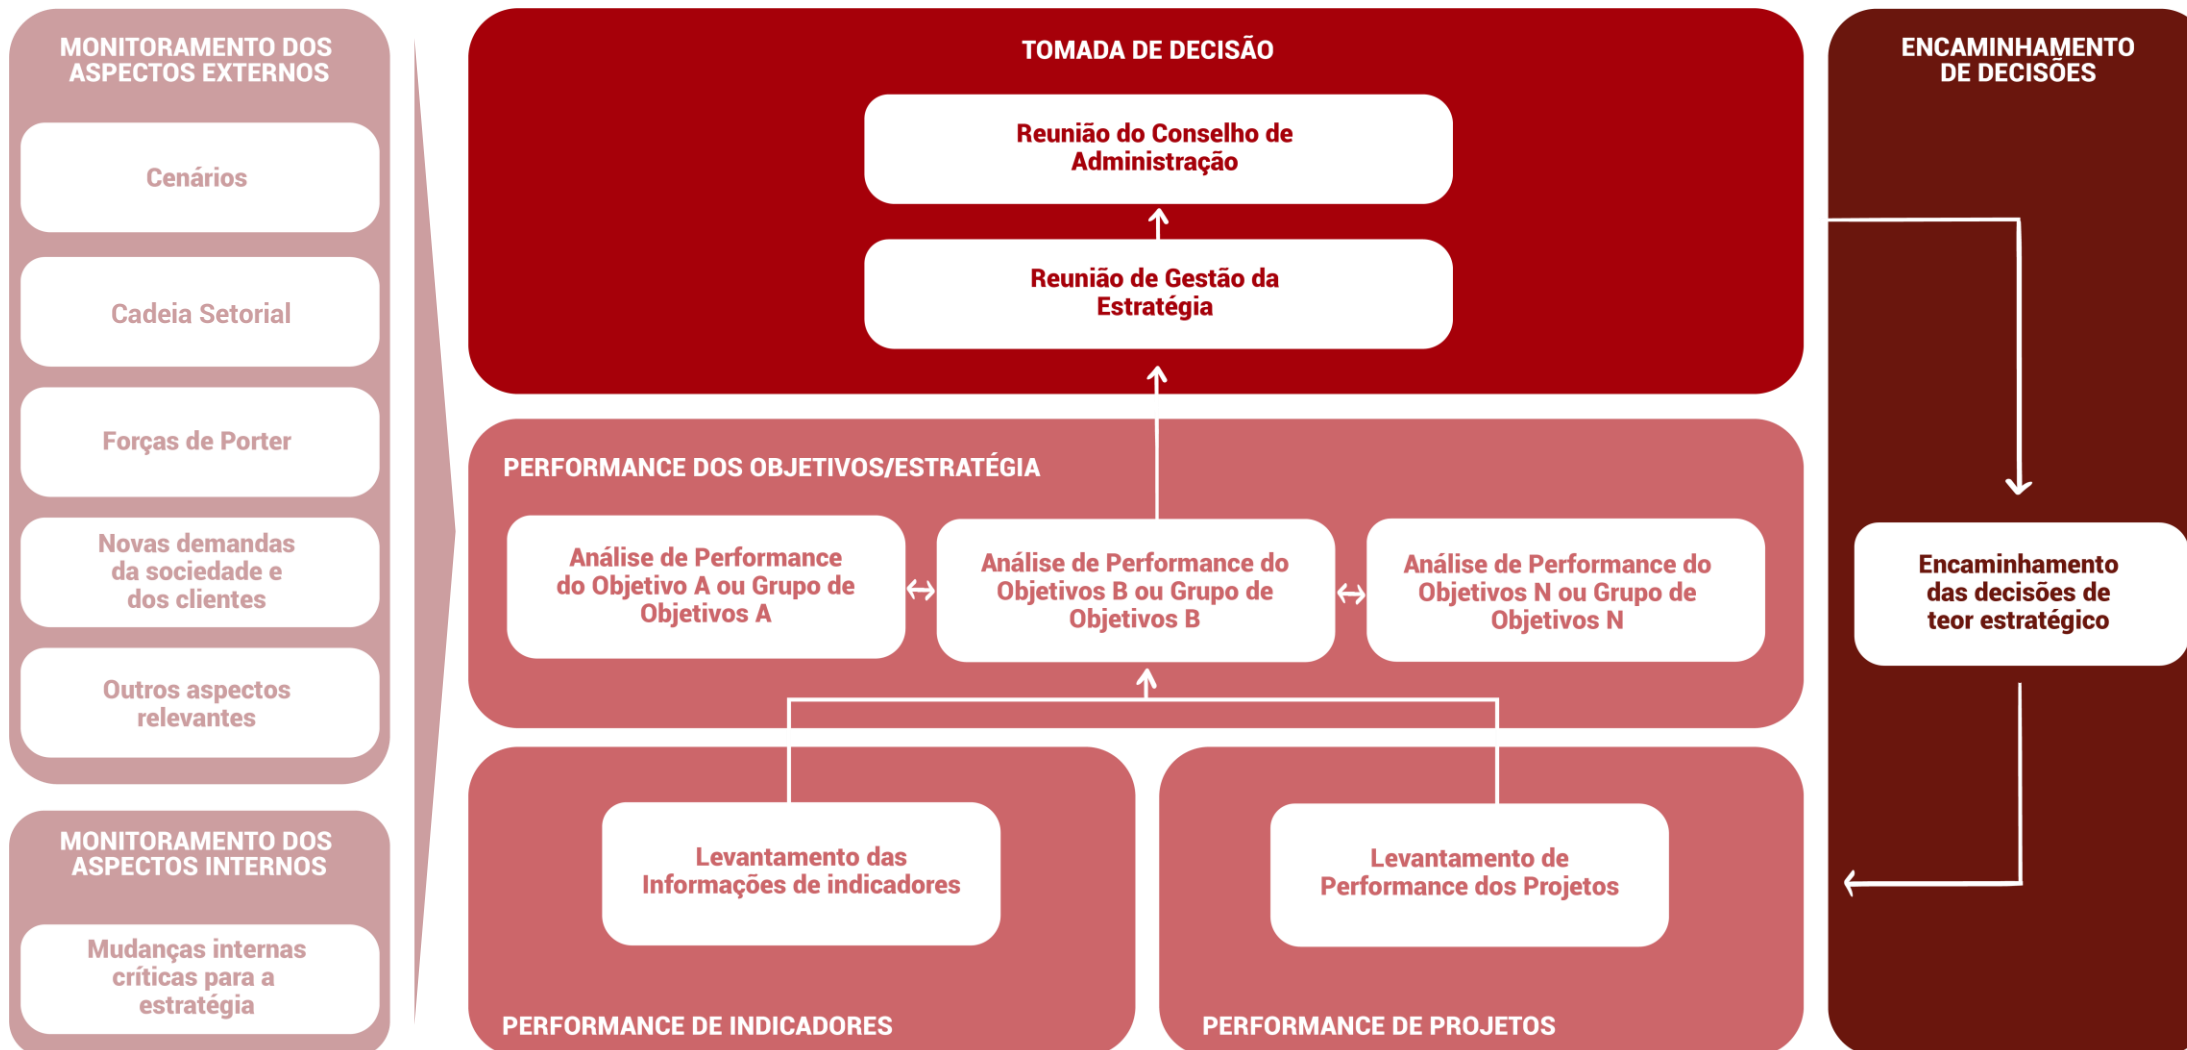 MONITORAMENTO DOS
ASPECTOS EXTERNOS
Cenários
Cadeia Setorial
Forças de Porter
Novas demandas
da sociedade e
dos clientes
Outros aspectos
relevantes
MONITORAMENTO DOS
ASPECTOS INTERNOS
Mudanças internas
críticas para a
estratégia
TOMADA DE DECISÃO
Reunião do Conselho de
Administração
Reunião de Gestão da
Estratégia
PERFORMANCE DOS OBJETIVOS/ESTRATÉGIA
Análise de Performance
do Objetivo A ou Grupo de
Objetivos A
Análise de Performance do
Objetivos B ou Grupo de
Objetivos B
Análise de Performance do
Objetivos N ou Grupo de
Objetivos N
Levantamento das
Informações de indicadores
PERFORMANCE DE INDICADORES
Levantamento de
Performance dos Projetos
PERFORMANCE DE PROJETOS
ENCAMINHAMENTO
DE DECISÕES
Encaminhamento
das decisões de
teor estratégico